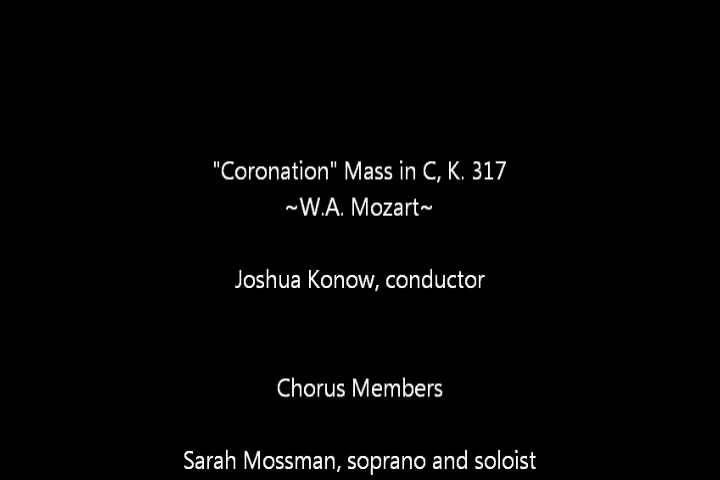 "Coronation" Mass in C, K. 317
~W.A. Mozart~
Joshua Konow, conductor
Chorus Members
Sarah Mossman, soprano and soloist